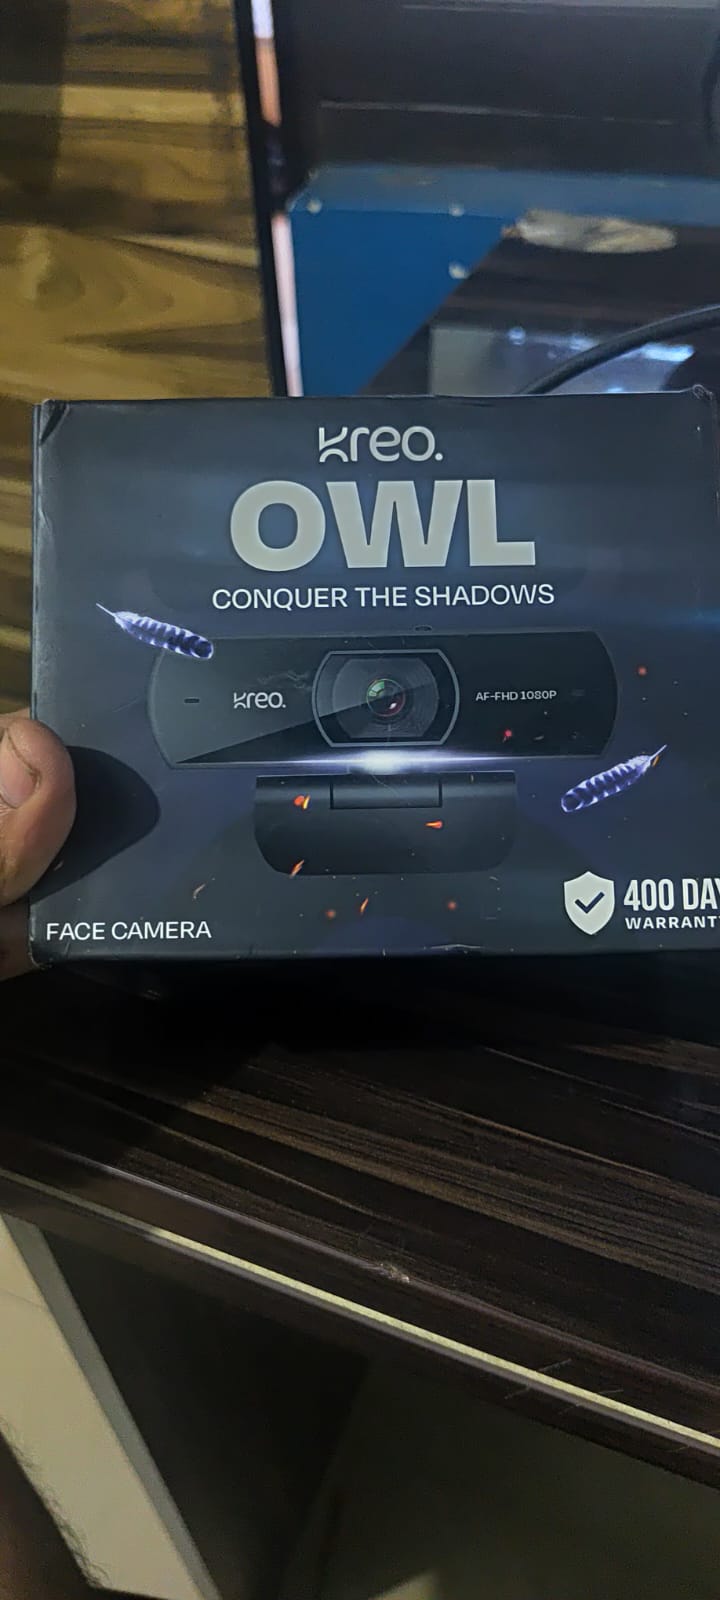 kreo.
OWL
CONQUER THE SHADOWS
kreo.
AF-FHD 1080P
400 DAY
WARRANT
FACE CAMERA